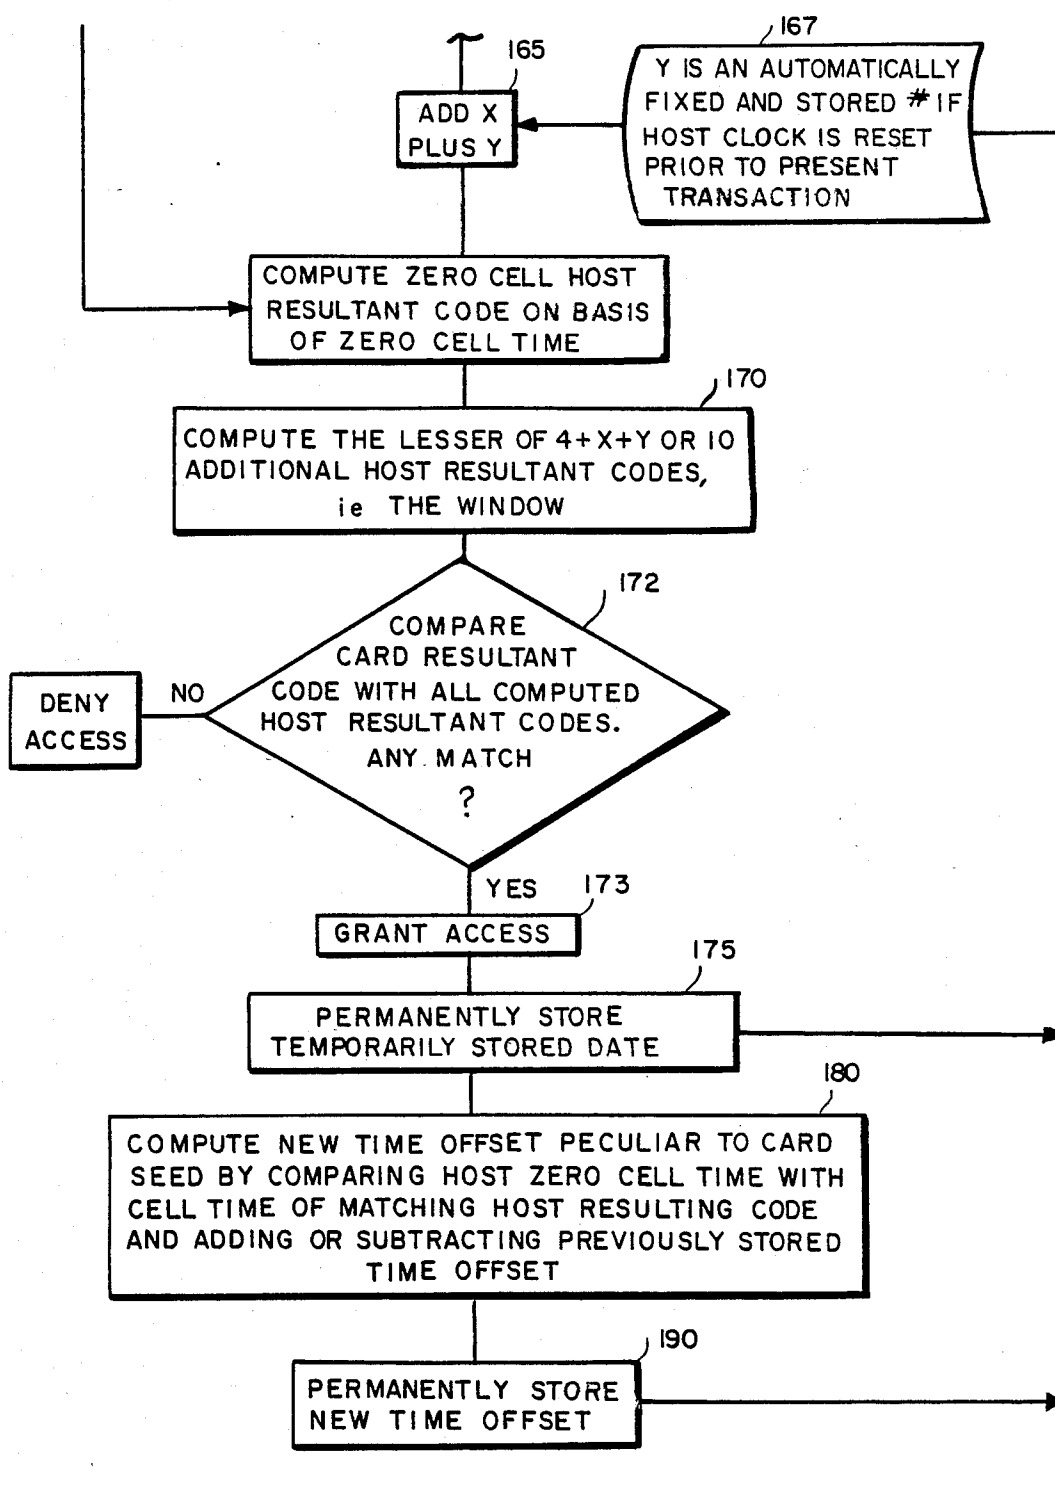 167
165
Y IS AN AUTOMATICALLY
FIXED AND STORED # IF
HOST CLOCK IS RESET
PRIOR TO PRESENT
TRANSACTION
ADD X
PLUS Y
COMPUTE ZERO CELL HOST
RESULTANT CODE ON BASIS
OF ZERO CELL TIME
170
COMPUTE THE LESSER OF 4+X+Y OR 10
ADDITIONAL HOST RESULTANT CODES,
ie THE WINDOW
172
COMPARE
CARD RESULTANT
CODE WITH ALL COMPUTED
HOST RESULTANT CODES.
ANY MATCH
?
NO
DENY
ACCESS
YES
173
GRANT ACCESS
175
PERMANENTLY STORE
TEMPORARILY STORED DATE
180
COMPUTE NEW TIME OFFSET PECULIAR TO CARD
SEED BY COMPARING HOST ZERO CELL TIME WITH
CELL TIME OF MATCHING HOST RESULTING CODE
AND ADDING OR SUBTRACTING PREVIOUSLY STORED
TIME OFFSET
190
PERMANENTLY STORE
NEW TIME OFFSET